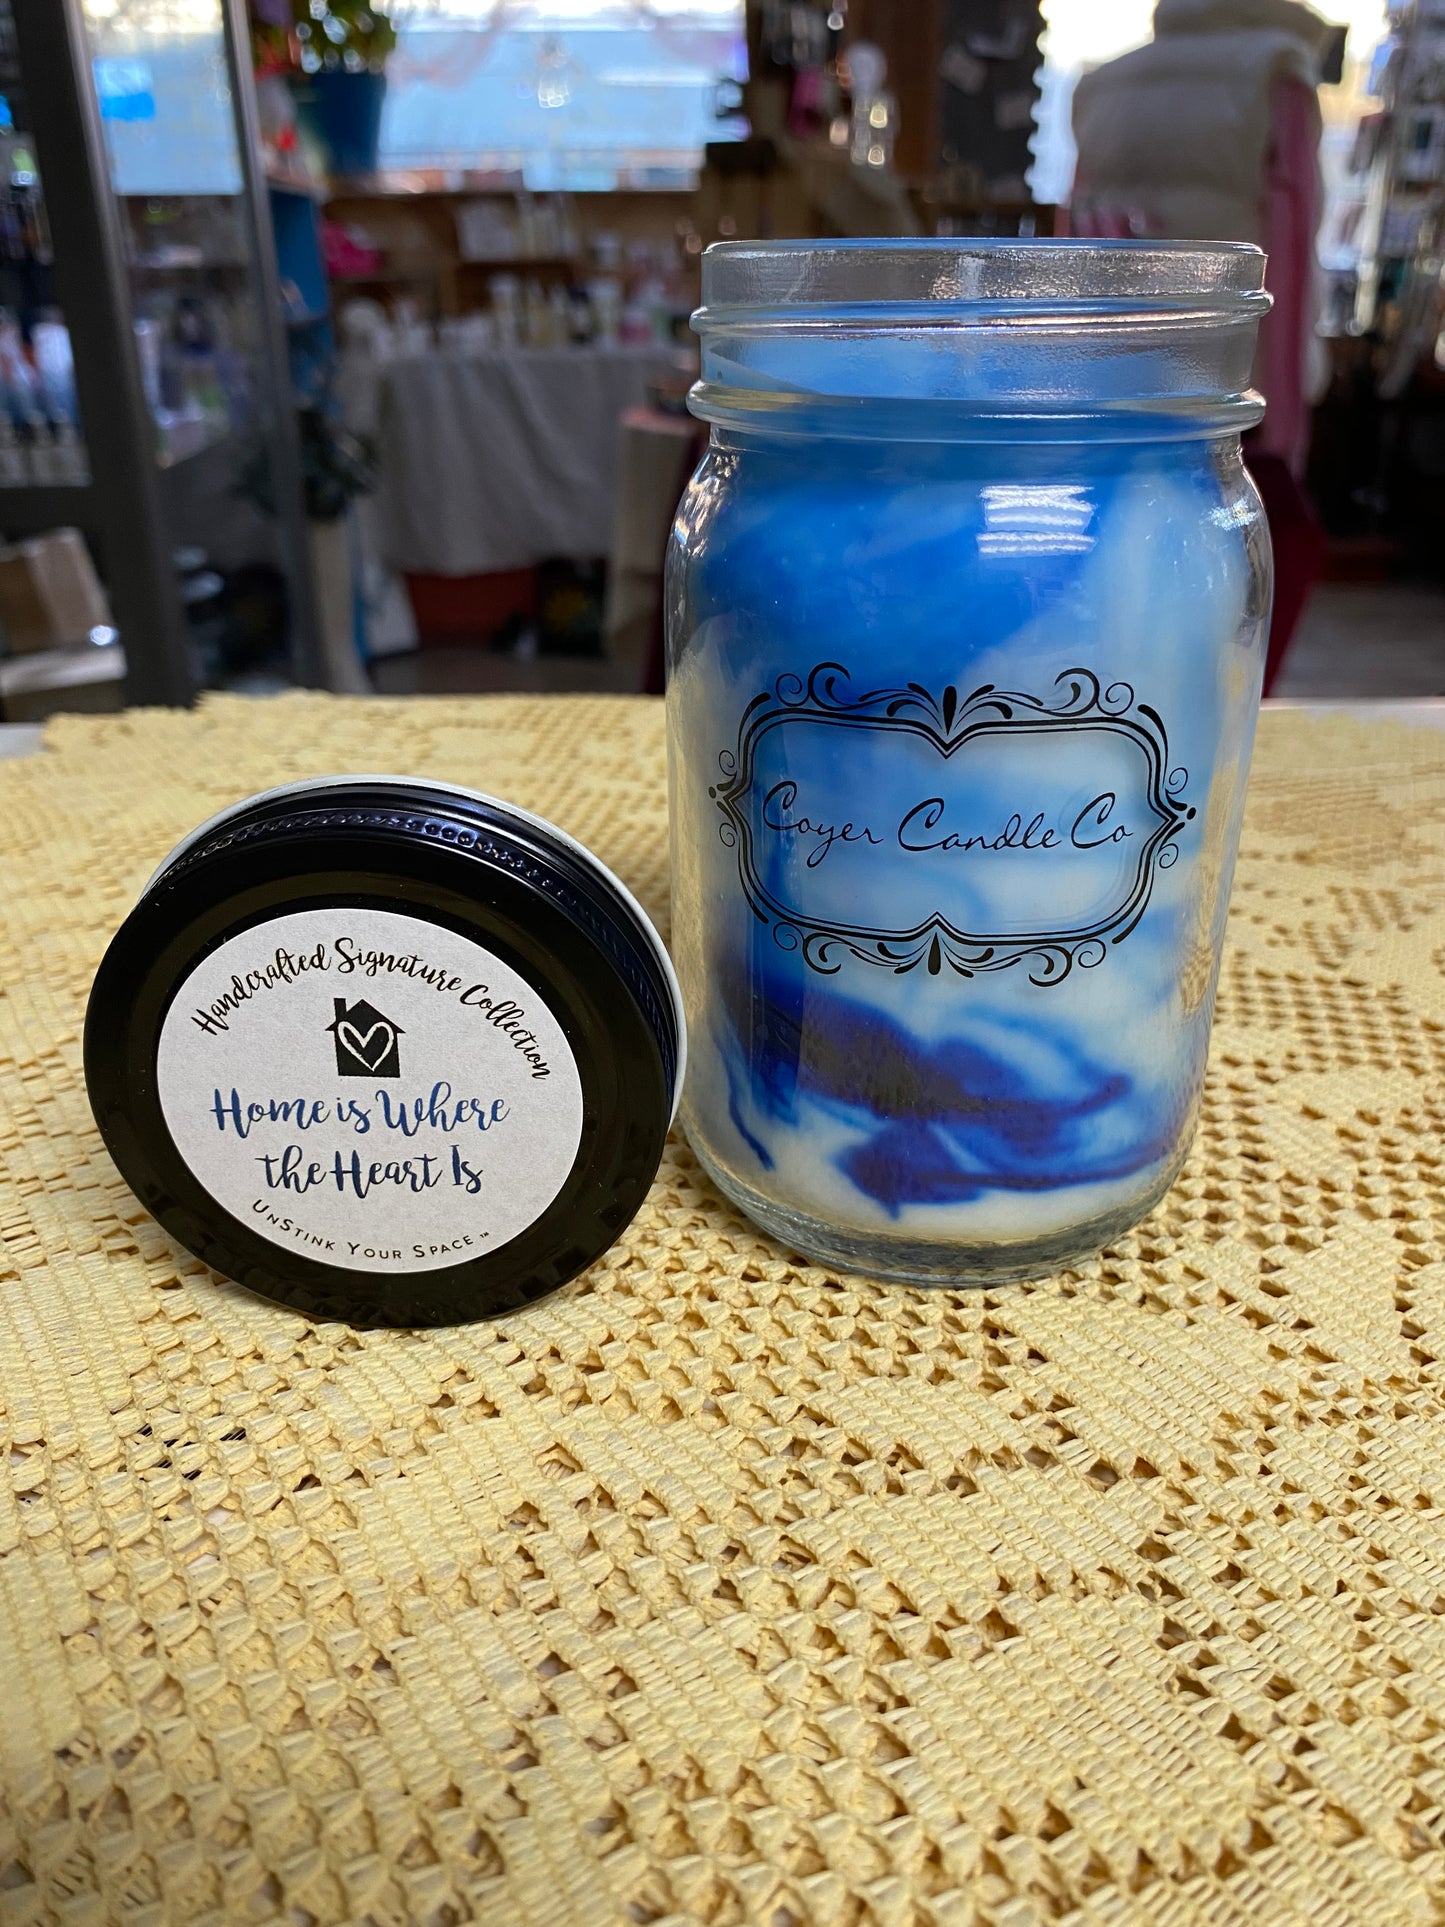 Handcrafted Signature Collection
Home is Where
the Heart Is
UnStink Your Space™
Coyer Candle Co